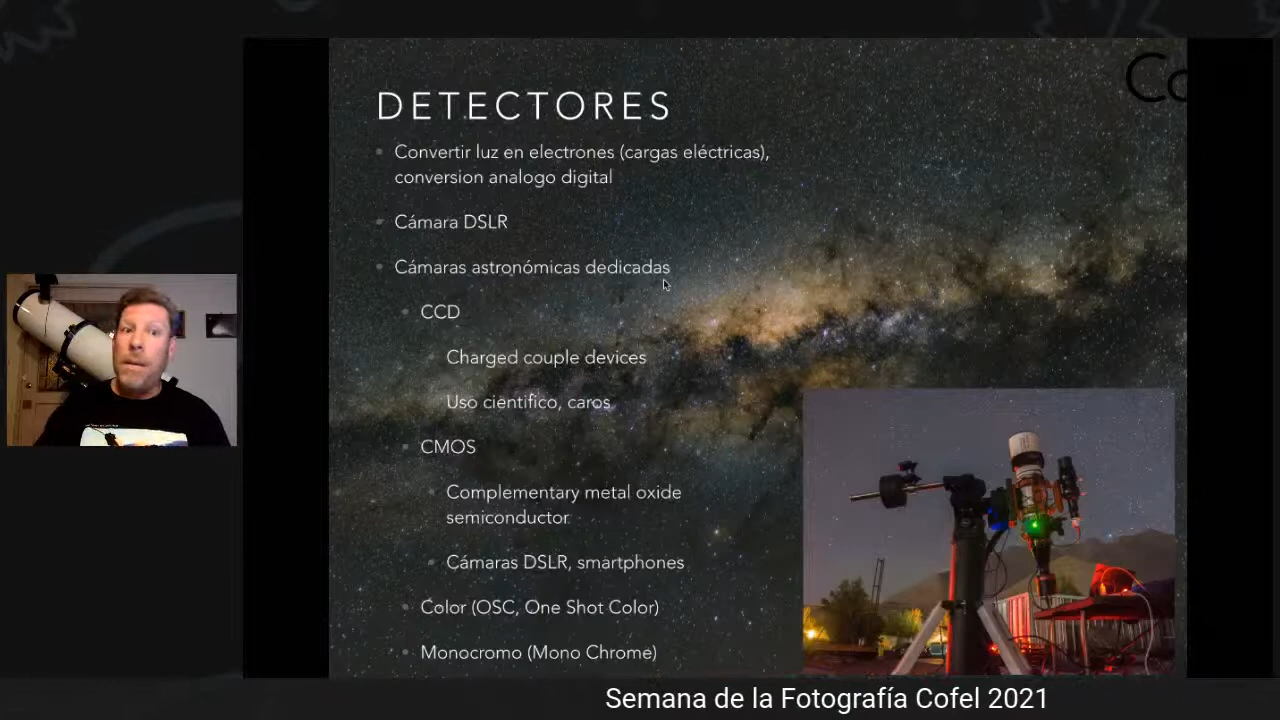 Co
DETECTORES
Convertir luz en electrones (cargas eléctricas),
conversion analogo digital
Cámara DSLR
Cámaras astronómicas dedicadas
CCD
Charged couple devices
Uso cientifico, caros
CMOS
Complementary metal oxide
semiconductor
Cámaras DSLR, smartphones
Color (OSC, One Shot Color)
Monocromo (Mono Chrome)
Semana de la Fotografía Cofel 2021